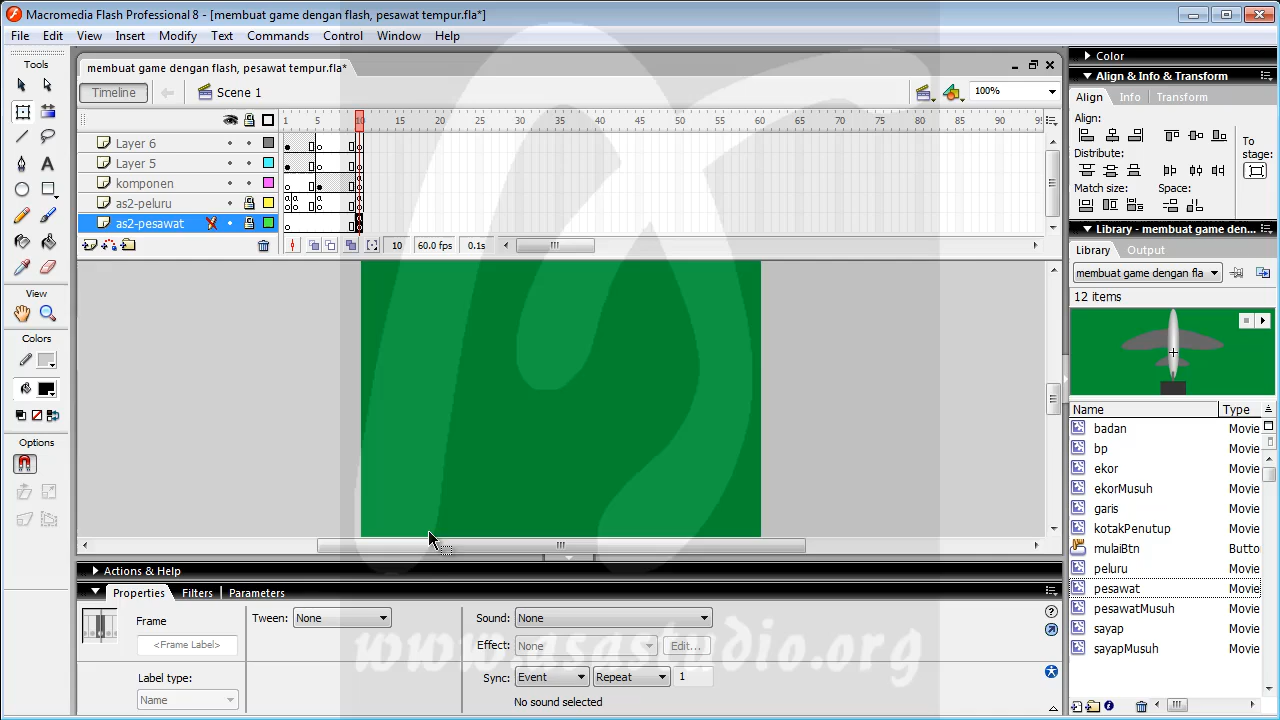 Macromedia Flash Professional 8 - [membuat game dengan flash, pesawat tempur.fla*]
File Edit View Insert Modify Text Commands Control Window Help
Tools
View
Colors
Options
membuat game dengan flash, pesawat tempur.fla*
Timeline Scene 1 100%
1 5 10 15 20 25 30 35 40 45 50 55 60 65 70 75 80 85 90 95
Layer 6
Layer 5
komponen
as2-peluru
as2-pesawat
10 60.0 fps 0.1s
Actions & Help
Properties Filters Parameters
Frame Tween: None Sound: None
<Frame Label> Effect: None Edit...
Label type: Sync: Event Repeat 1
Name No sound selected
www.asastudio.org
Color
Align & Info & Transform
Align Info Transform
Align:
Distribute: To stage:
Match size: Space:
Library - membuat game den...
Library Output
membuat game dengan fla
12 items
Name Type
badan Movie
bp Movie
ekor Movie
ekorMusuh Movie
garis Movie
kotakPenutup Movie
mulaiBtn Butto
peluru Movie
pesawat Movie
pesawatMusuh Movie
sayap Movie
sayapMusuh Movie